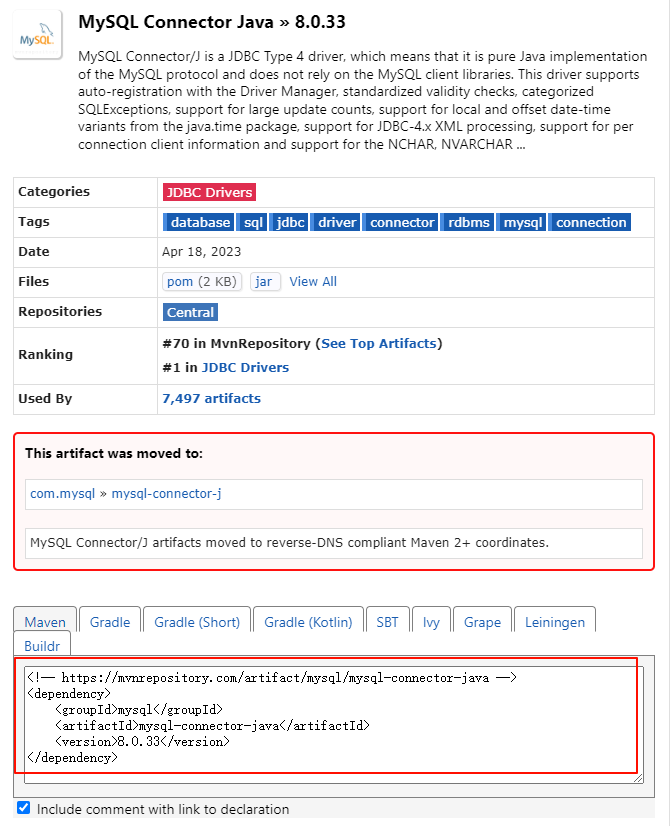 MySQL Connector Java » 8.0.33
MySQL
MySQL Connector/J is a JDBC Type 4 driver, which means that it is pure Java implementation
of the MySQL protocol and does not rely on the MySQL client libraries. This driver supports
auto-registration with the Driver Manager, standardized validity checks, categorized
SQLExceptions, support for large update counts, support for local and offset date-time
variants from the java.time package, support for JDBC-4.x XML processing, support for per
connection client information and support for the NCHAR, NVARCHAR ...
Categories JDBC Drivers
Tags database sql jdbc driver connector rdbms mysql connection
Date Apr 18, 2023
Files pom (2 KB) jar View All
Repositories Central
Ranking #70 in MvnRepository (See Top Artifacts)
#1 in JDBC Drivers
Used By 7,497 artifacts
This artifact was moved to:
com.mysql » mysql-connector-j
MySQL Connector/J artifacts moved to reverse-DNS compliant Maven 2+ coordinates.
Maven Gradle Gradle (Short) Gradle (Kotlin) SBT Ivy Grape Leiningen
Buildr
<!-- https://mvnrepository.com/artifact/mysql/mysql-connector-java -->
<dependency>
    <groupId>mysql</groupId>
    <artifactId>mysql-connector-java</artifactId>
    <version>8.0.33</version>
</dependency>
Include comment with link to declaration